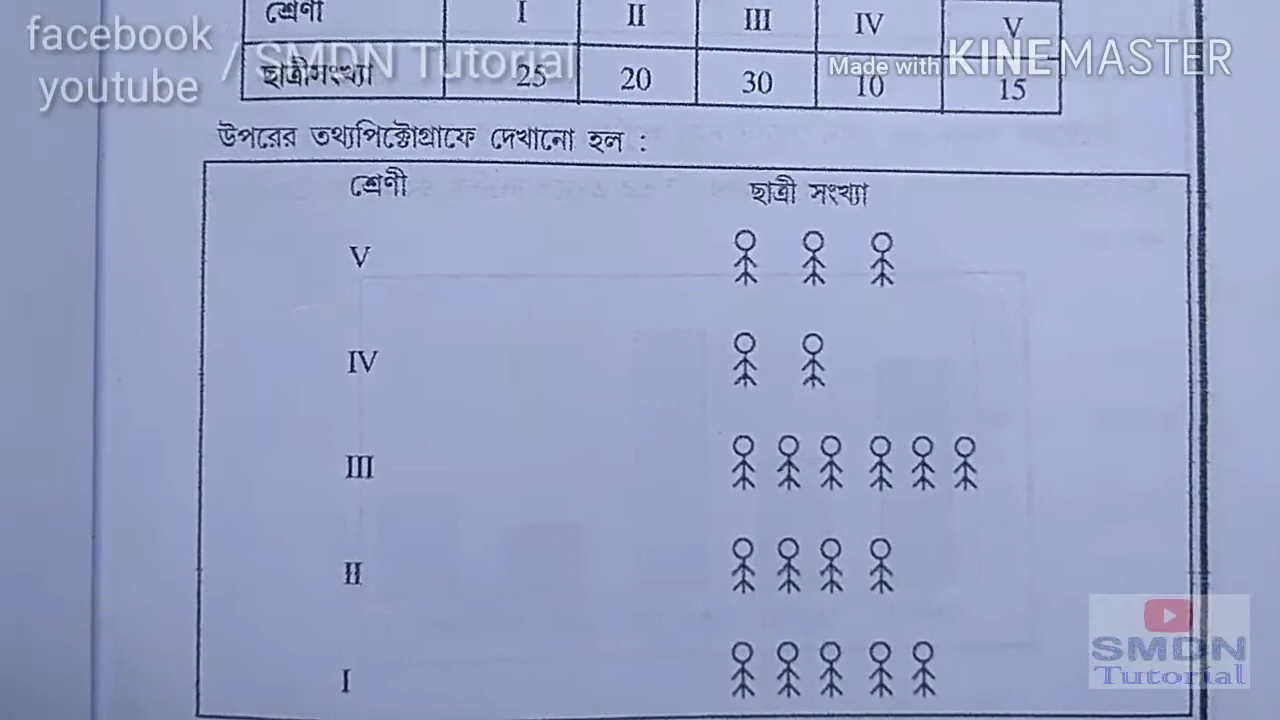 facebook
youtube
/ SMDN Tutorial
Made with KINEMASTER
শ্রেণী I II III IV V
ছাত্রীসংখ্যা 25 20 30 10 15
উপরের তথ্যপিক্টোগ্রাফে দেখানো হল :
শ্রেণী ছাত্রী সংখ্যা
V
IV
III
II
I
SMDN
Tutorial